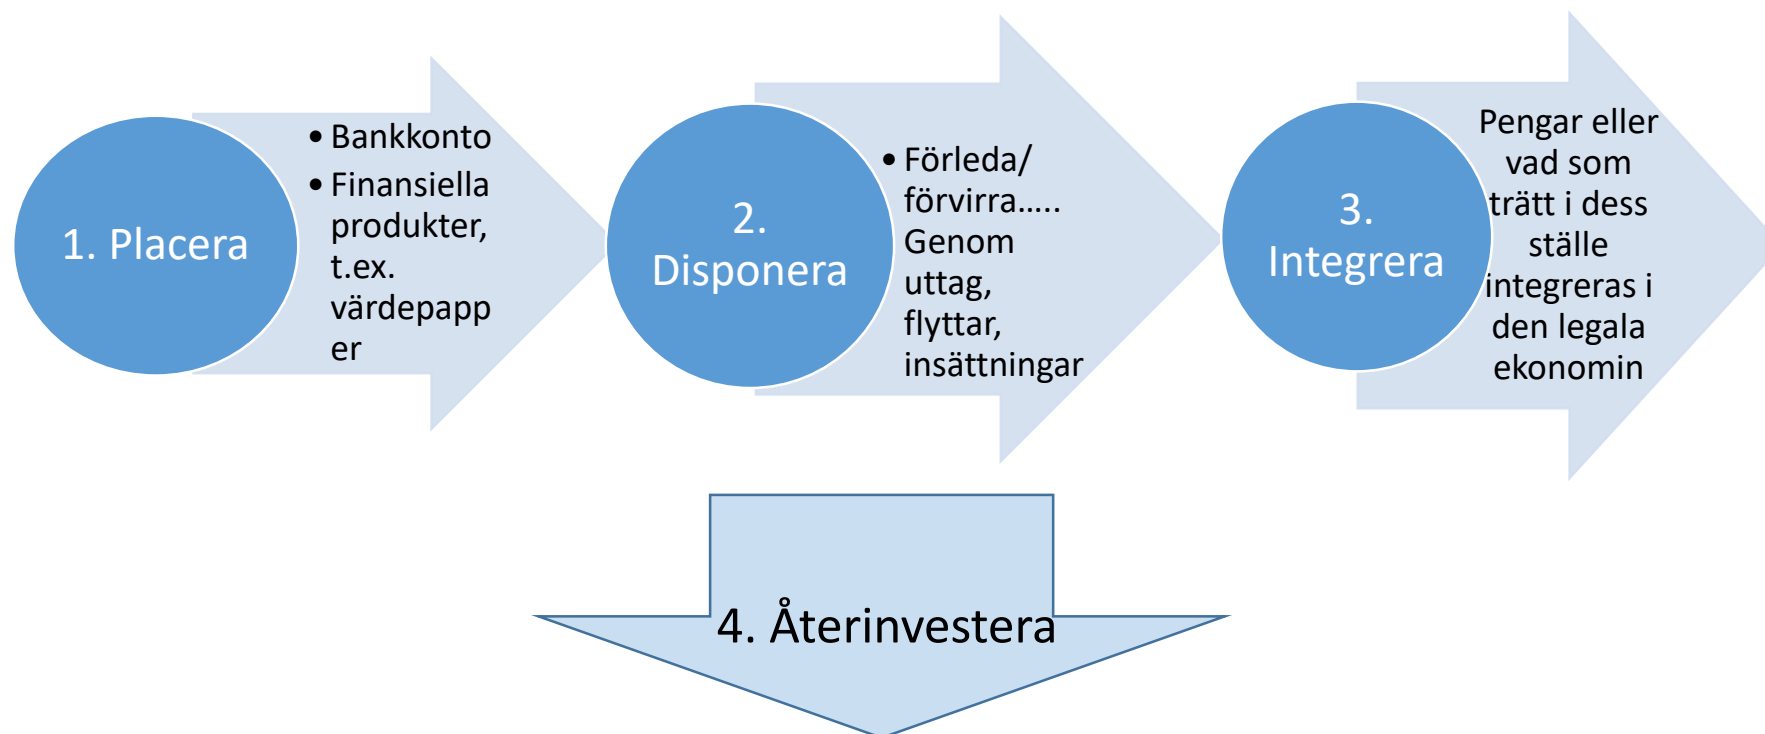 1. Placera
• Bankkonto
• Finansiella
produkter,
t.ex.
värdepapp
er
2.
Disponera
• Förleda/
förvirra…..
Genom
uttag,
flyttar,
insättningar
3.
Integrera
Pengar eller
vad som
trätt i dess
ställe
integreras i
den legala
ekonomin
4. Återinvestera